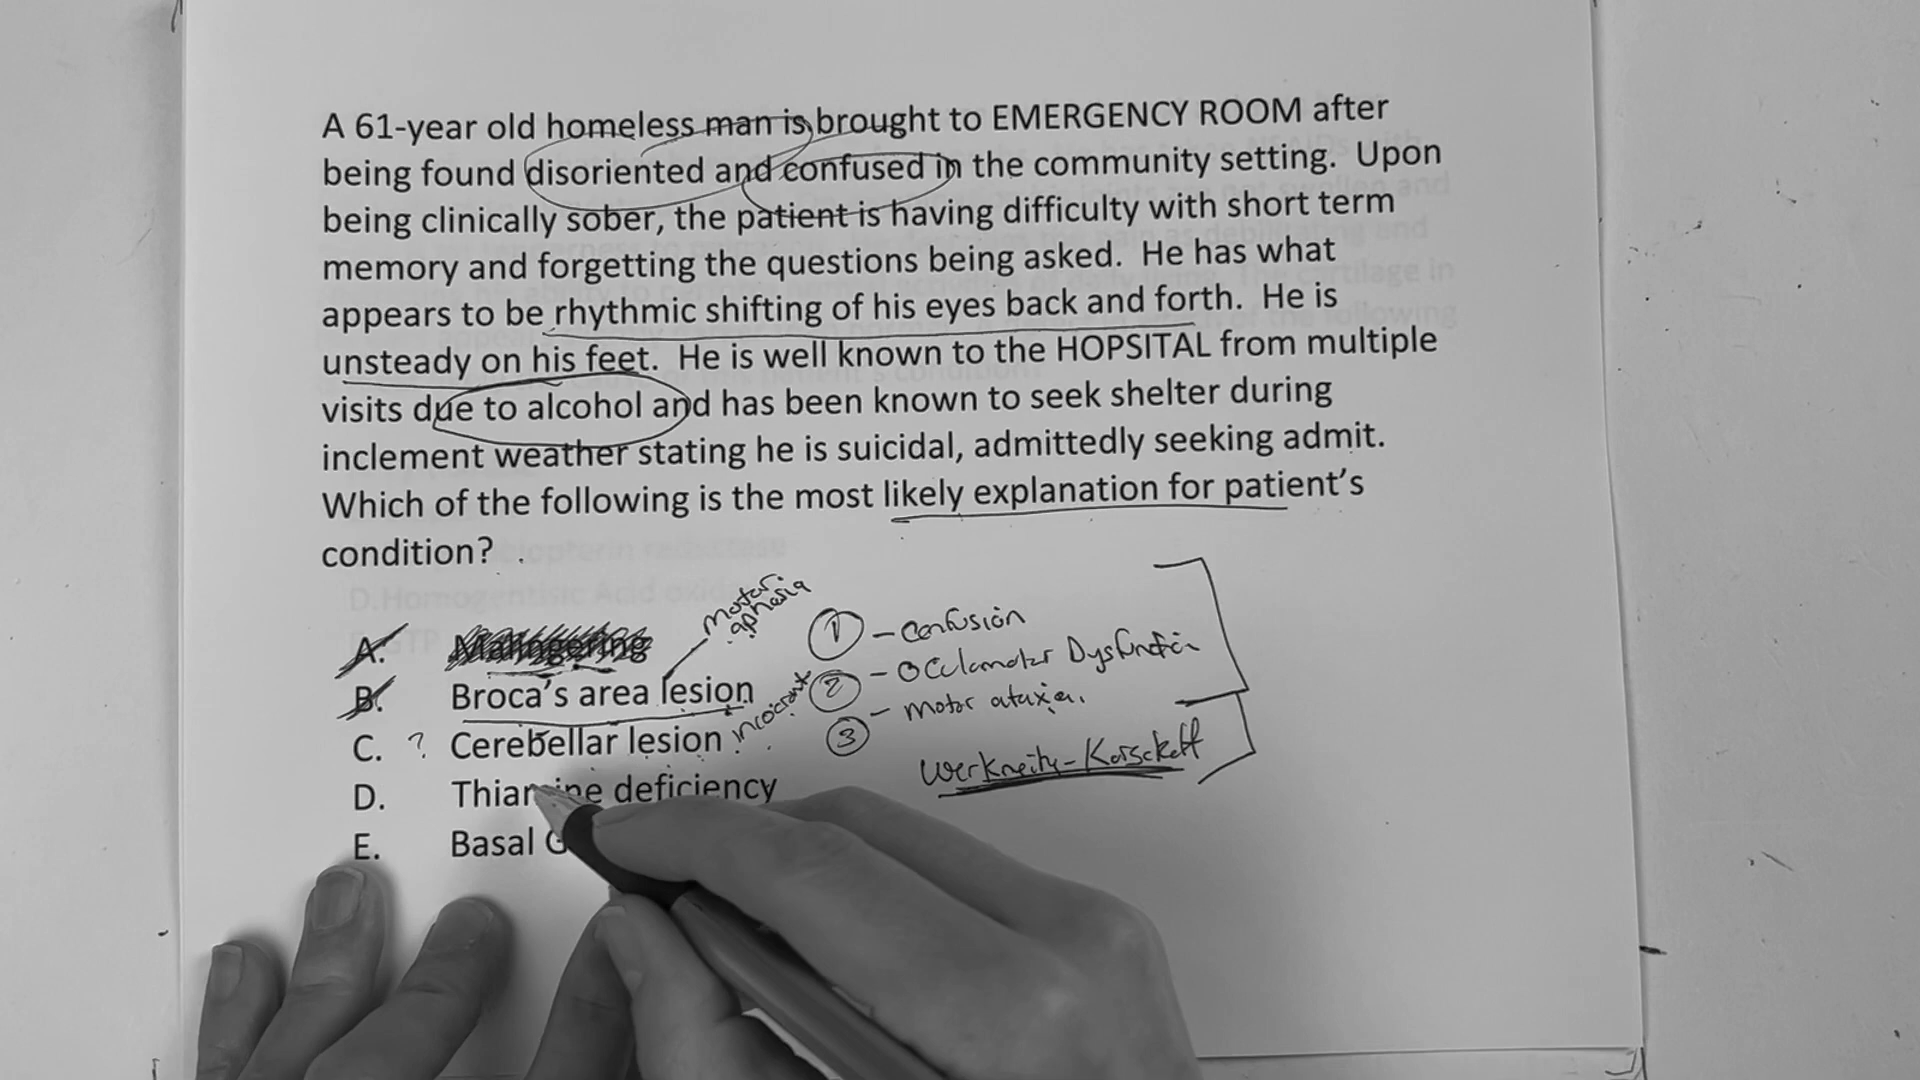 A 61-year old homeless man is brought to EMERGENCY ROOM after
being found disoriented and confused in the community setting. Upon
being clinically sober, the patient is having difficulty with short term
memory and forgetting the questions being asked. He has what
appears to be rhythmic shifting of his eyes back and forth. He is
unsteady on his feet. He is well known to the HOPSITAL from multiple
visits due to alcohol and has been known to seek shelter during
inclement weather stating he is suicidal, admittedly seeking admit.
Which of the following is the most likely explanation for patient's
condition?
D.Homogentisic Acid
A. Malingering
motor
aphasia
B. Broca's area lesion
C. ? Cerebellar lesion
D. Thiamine deficiency
E. Basal G
1 - confusion
2 - Oculomotor Dysfunction
3 - motor ataxia.
Werkneity-Korsckoff